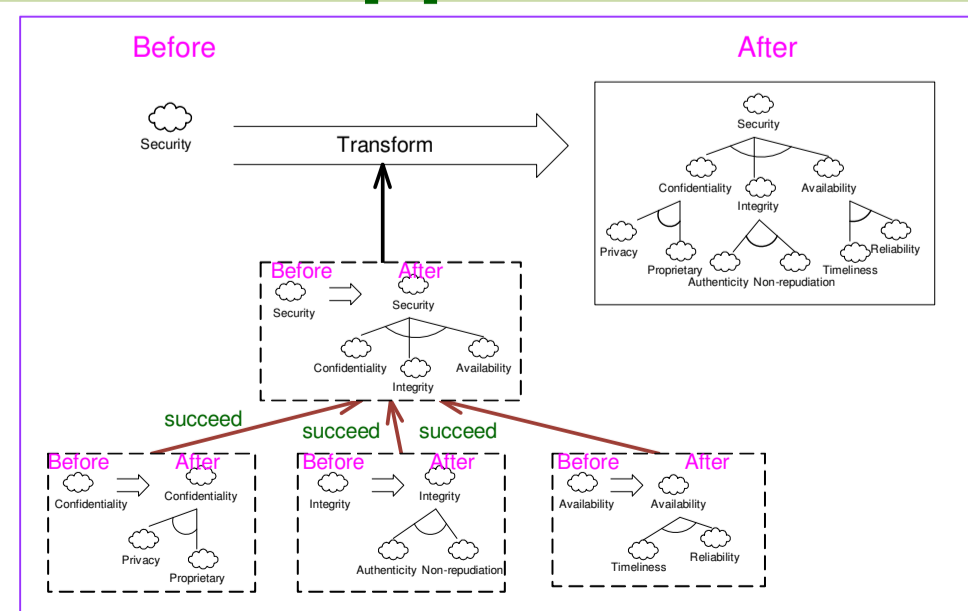 Before
After
Security
Transform
Security
Confidentiality
Integrity
Availability
Privacy
Proprietary
Authenticity
Non-repudiation
Timeliness
Reliability
Before
After
Security
Security
Confidentiality
Integrity
Availability
succeed
succeed
succeed
Before
After
Confidentiality
Confidentiality
Privacy
Proprietary
Before
After
Integrity
Integrity
Authenticity
Non-repudiation
Before
After
Availability
Availability
Timeliness
Reliability